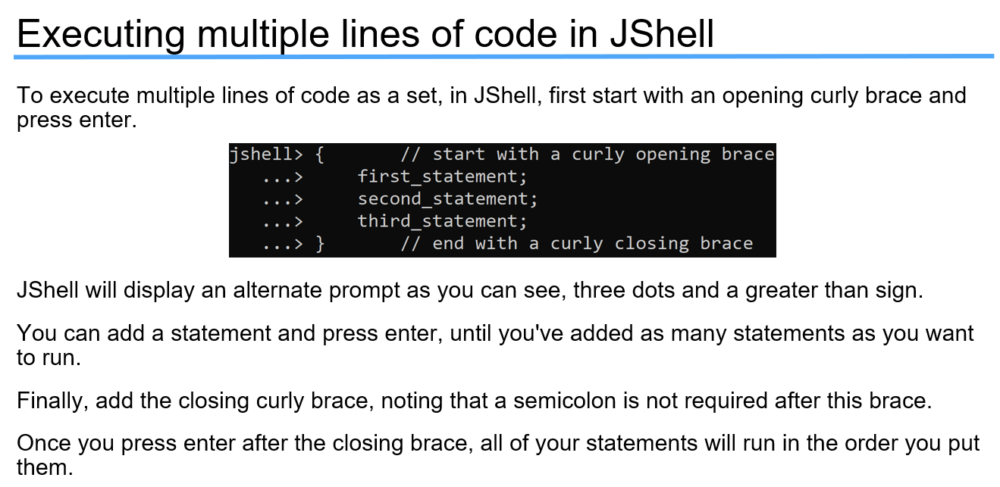 Executing multiple lines of code in JShell
To execute multiple lines of code as a set, in JShell, first start with an opening curly brace and
press enter.
jshell> {       // start with a curly opening brace
   ...>     first_statement;
   ...>     second_statement;
   ...>     third_statement;
   ...> }       // end with a curly closing brace
JShell will display an alternate prompt as you can see, three dots and a greater than sign.
You can add a statement and press enter, until you've added as many statements as you want
to run.
Finally, add the closing curly brace, noting that a semicolon is not required after this brace.
Once you press enter after the closing brace, all of your statements will run in the order you put
them.